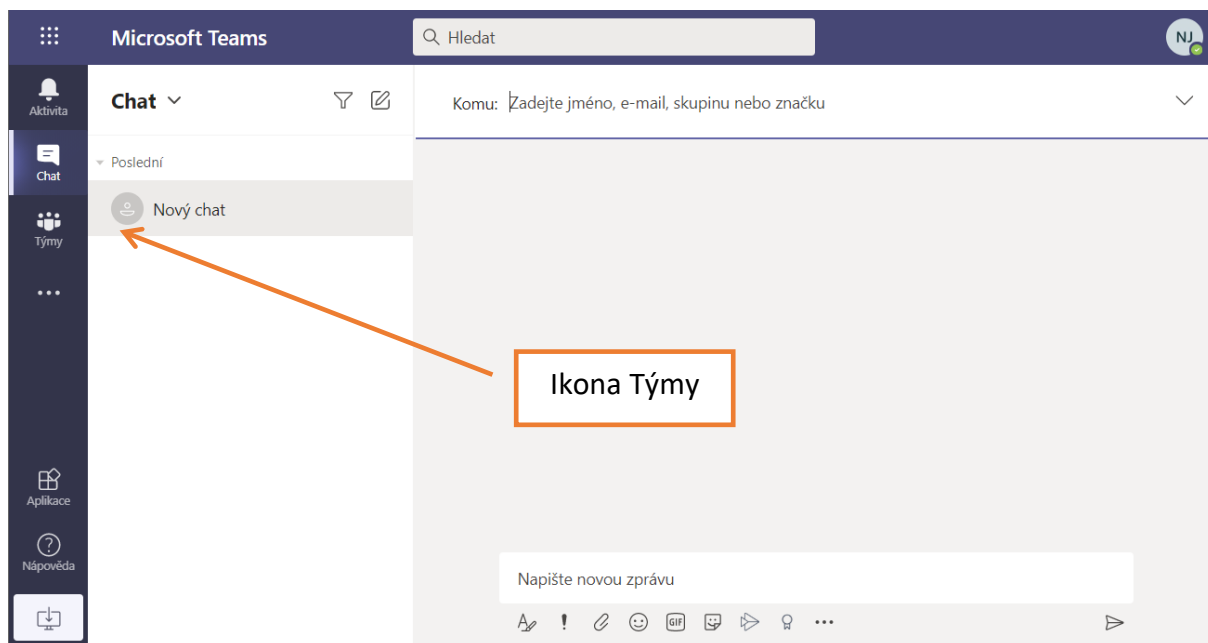 Microsoft Teams
Hledat
NJ
Aktivita
Chat
Týmy
Aplikace
Nápověda
Chat
Poslední
Nový chat
Komu: Zadejte jméno, e-mail, skupinu nebo značku
Ikona Týmy
Napište novou zprávu
GIF